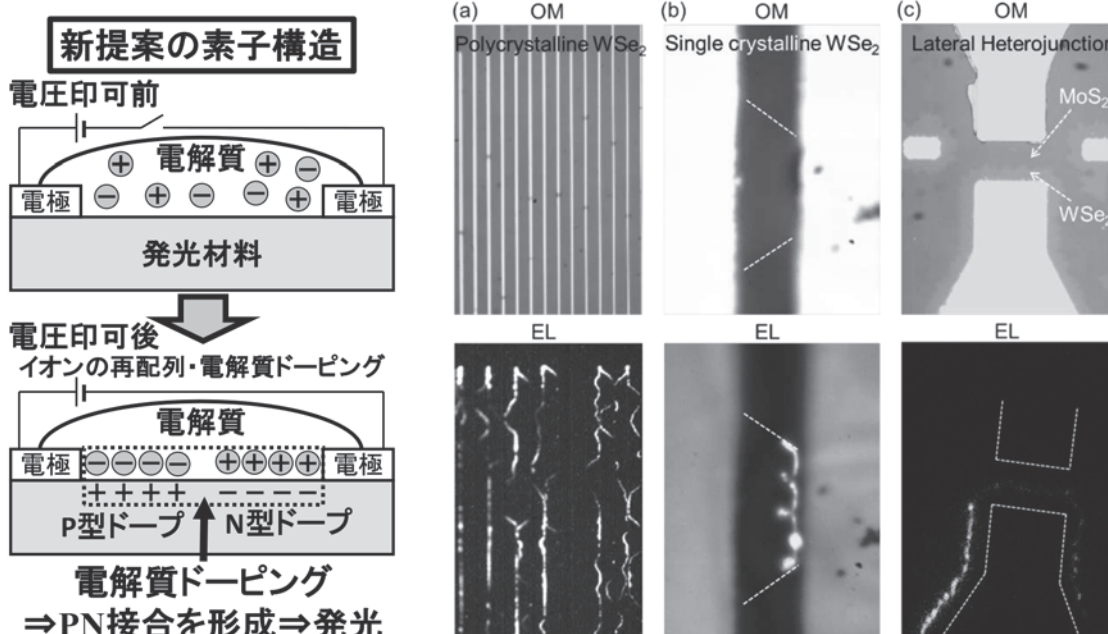 新提案の素子構造
電圧印可前
電解質
+ + −
− + − − +
電極 電極
発光材料
電圧印可後
イオンの再配列・電解質ドーピング
電解質
電極 − − − − + + + + 電極
+ + + + − − − −
P型ドープ N型ドープ
電解質ドーピング
⇒PN接合を形成⇒発光
(a) OM
Polycrystalline WSe₂
EL
(b) OM
Single crystalline WSe₂
EL
(c) OM
Lateral Heterojunction
MoS₂
WSe₂
EL